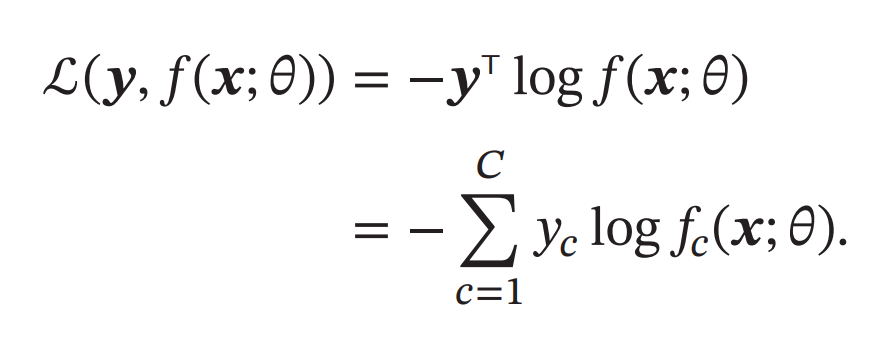 ℒ(𝒚, f(𝒙; θ)) = −𝒚ᵀ log f(𝒙; θ)
= − ∑_{c=1}^{C} y_c log f_c(𝒙; θ).